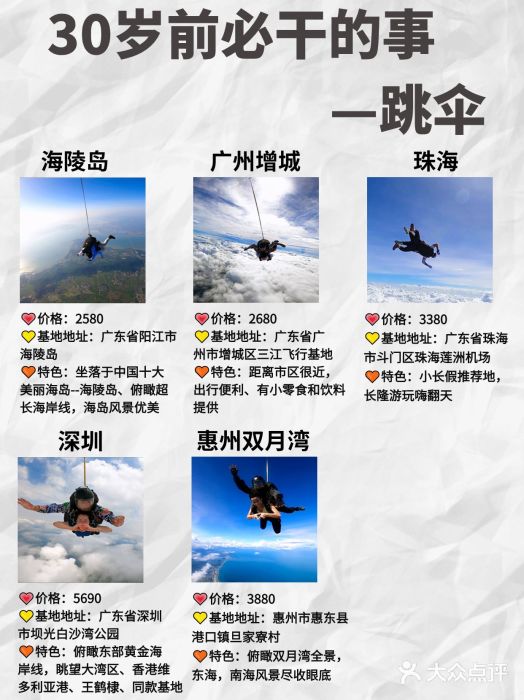 30岁前必干的事
—跳伞
海陵岛
价格：2580
基地地址：广东省阳江市
海陵岛
特色：坐落于中国十大
美丽海岛--海陵岛、俯瞰超
长海岸线，海岛风景优美
广州增城
价格：2680
基地地址：广东省广
州市增城区三江飞行基地
特色：距离市区很近，
出行便利、有小零食和饮料
提供
珠海
价格：3380
基地地址：广东省珠海
市斗门区珠海莲洲机场
特色：小长假推荐地，
长隆游玩嗨翻天
深圳
价格：5690
基地地址：广东省深圳
市坝光白沙湾公园
特色：俯瞰东部黄金海
岸线，眺望大湾区、香港维
多利亚港、王鹤棣、同款基地
惠州双月湾
价格：3880
基地地址：惠州市惠东县
港口镇旦家寮村
特色：俯瞰双月湾全景，
东海，南海风景尽收眼底
大众点评